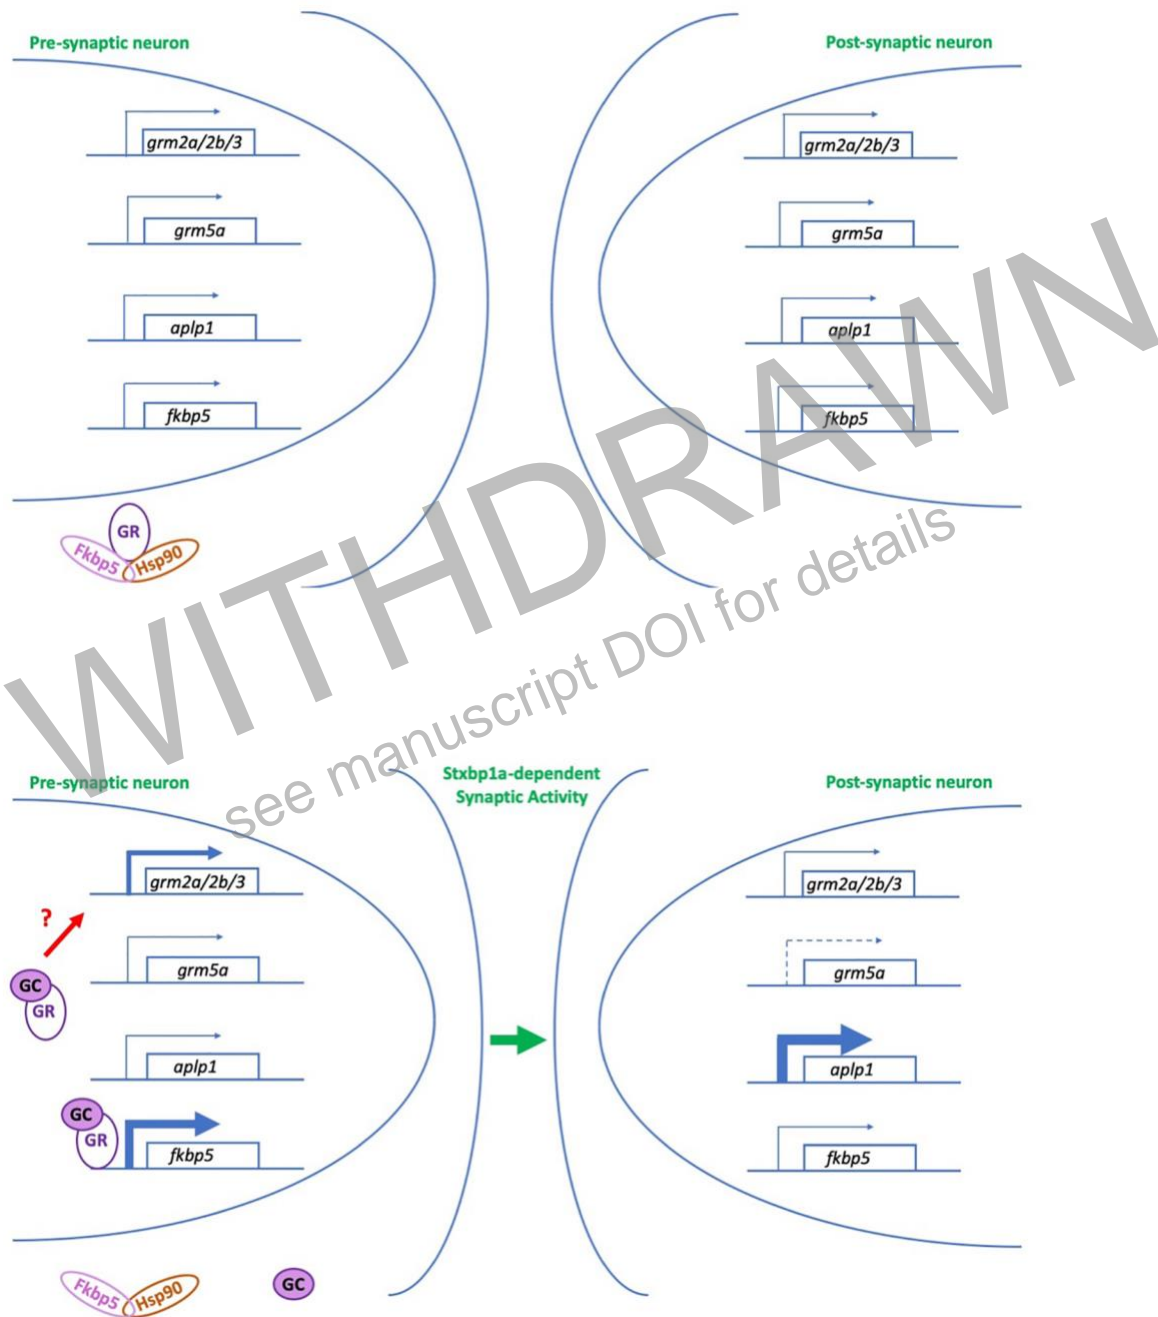 Pre-synaptic neuron
Post-synaptic neuron
grm2a/2b/3
grm2a/2b/3
grm5a
grm5a
aplp1
aplp1
fkbp5
fkbp5
GR
Fkbp5
Hsp90
WITHDRAWN
see manuscript DOI for details
Pre-synaptic neuron
Stxbp1a-dependent
Synaptic Activity
Post-synaptic neuron
grm2a/2b/3
grm2a/2b/3
?
grm5a
grm5a
GC
GR
aplp1
aplp1
GC
GR
fkbp5
fkbp5
Fkbp5
Hsp90
GC